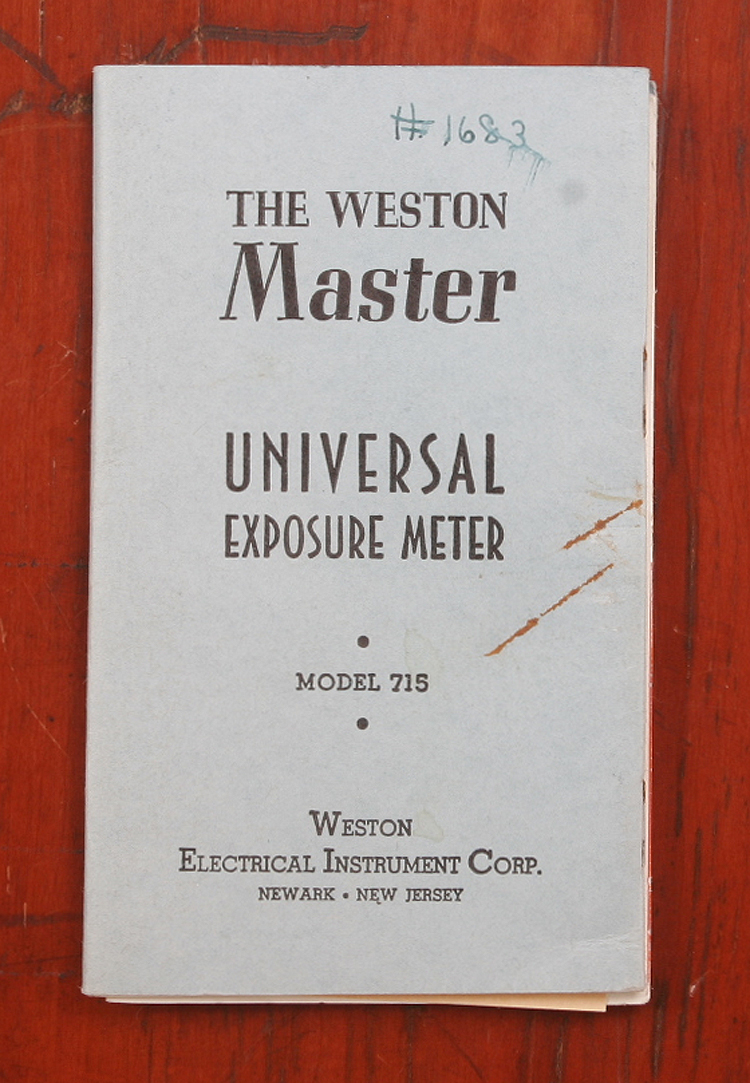 # 1683
THE WESTON
Master
UNIVERSAL
EXPOSURE METER
•
MODEL 715
•
WESTON
ELECTRICAL INSTRUMENT CORP.
NEWARK • NEW JERSEY